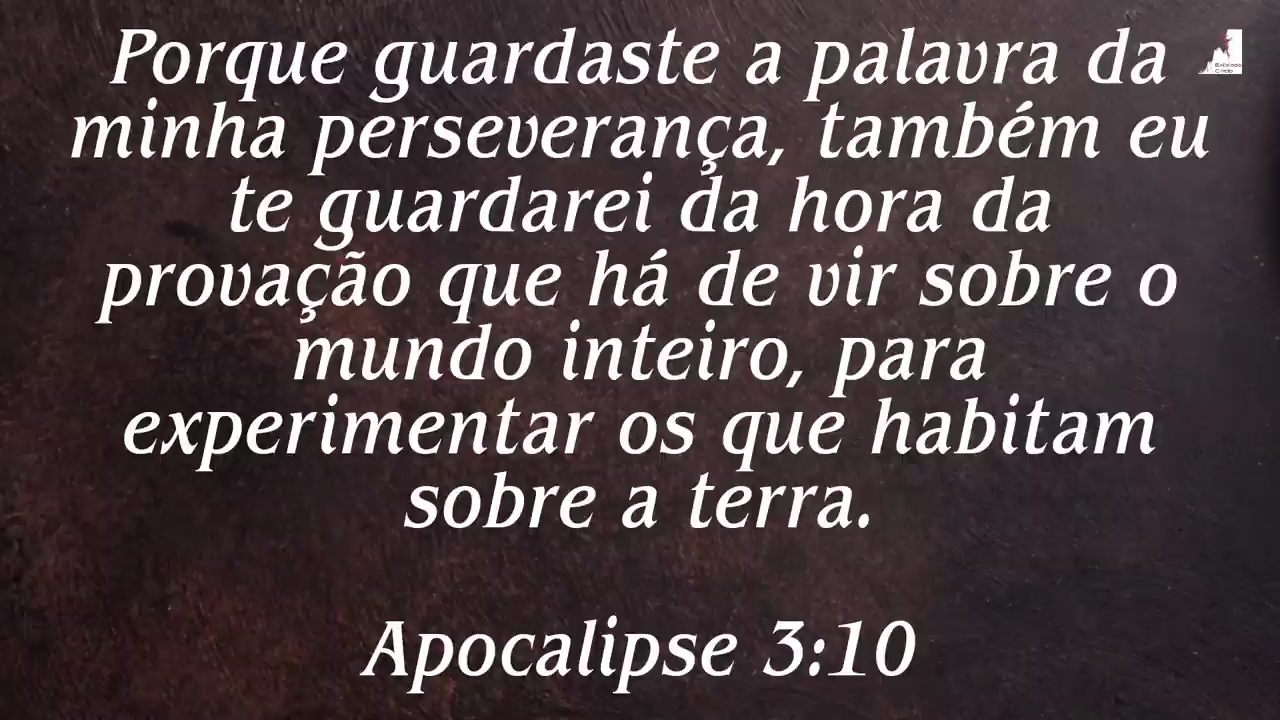 Porque guardaste a palavra da
minha perseverança, também eu
te guardarei da hora da
provação que há de vir sobre o
mundo inteiro, para
experimentar os que habitam
sobre a terra.
Apocalipse 3:10
Cristo